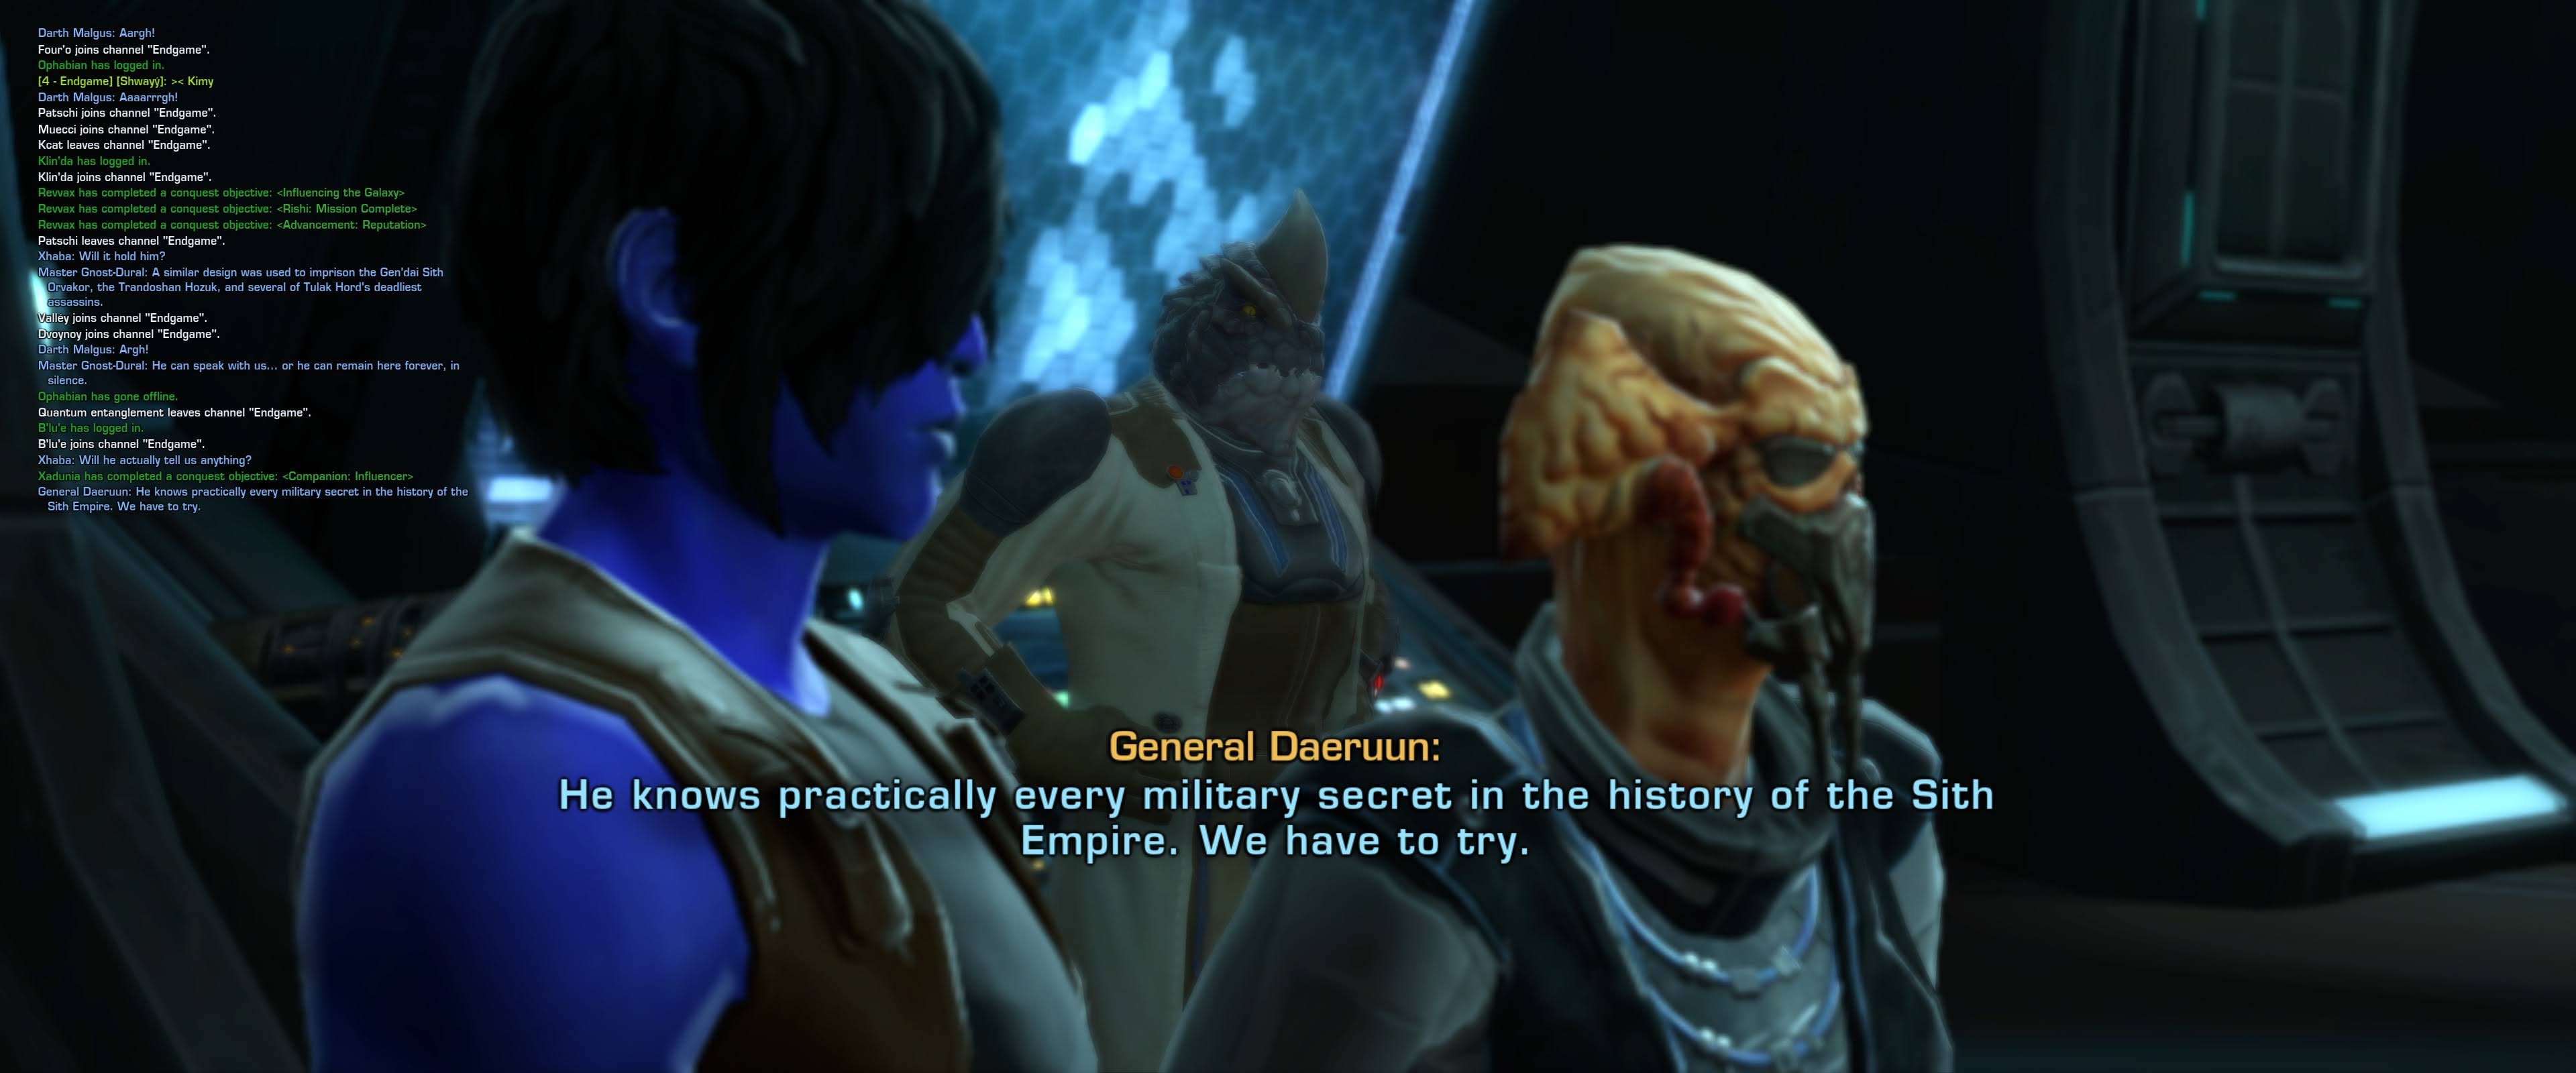 Darth Malgus: Aargh!
Four'o joins channel "Endgame".
Ophabian has logged in.
[4 - Endgame] [Shwayý]: >< Kimy
Darth Malgus: Aaaarrrgh!
Patschi joins channel "Endgame".
Muecci joins channel "Endgame".
Kcat leaves channel "Endgame".
Klin'da has logged in.
Klin'da joins channel "Endgame".
Revvax has completed a conquest objective: <Influencing the Galaxy>
Revvax has completed a conquest objective: <Rishi: Mission Complete>
Revvax has completed a conquest objective: <Advancement: Reputation>
Patschi leaves channel "Endgame".
Xhaba: Will it hold him?
Master Gnost-Dural: A similar design was used to imprison the Gen'dai Sith
Orvakor, the Trandoshan Hozuk, and several of Tulak Hord's deadliest
assassins.
Valléy joins channel "Endgame".
Dvoynoy joins channel "Endgame".
Darth Malgus: Argh!
Master Gnost-Dural: He can speak with us... or he can remain here forever, in
silence.
Ophabian has gone offline.
Quantum entanglement leaves channel "Endgame".
B'lu'e has logged in.
B'lu'e joins channel "Endgame".
Xhaba: Will he actually tell us anything?
Xadunia has completed a conquest objective: <Companion: Influencer>
General Daeruun: He knows practically every military secret in the history of the
Sith Empire. We have to try.
General Daeruun:
He knows practically every military secret in the history of the Sith
Empire. We have to try.